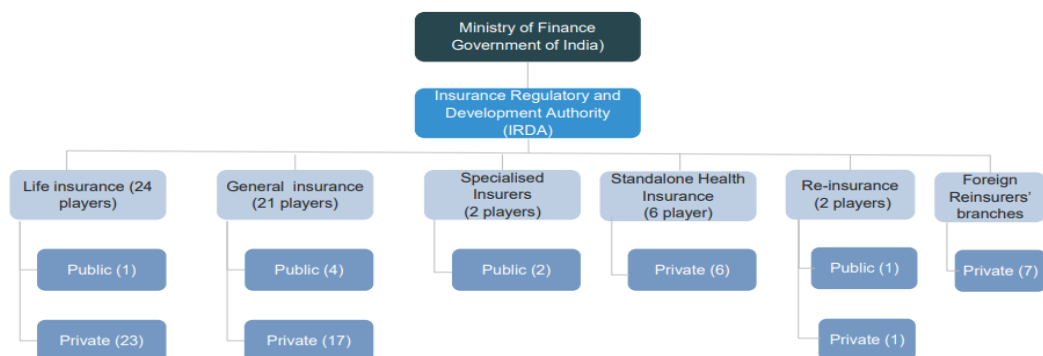 Ministry of Finance
Government of India)
Insurance Regulatory and
Development Authority
(IRDA)
Life insurance (24
players)
General insurance
(21 players)
Specialised
Insurers
(2 players)
Standalone Health
Insurance
(6 player)
Re-insurance
(2 players)
Foreign
Reinsurers'
branches
Public (1)
Public (4)
Public (2)
Private (6)
Public (1)
Private (7)
Private (23)
Private (17)
Private (1)